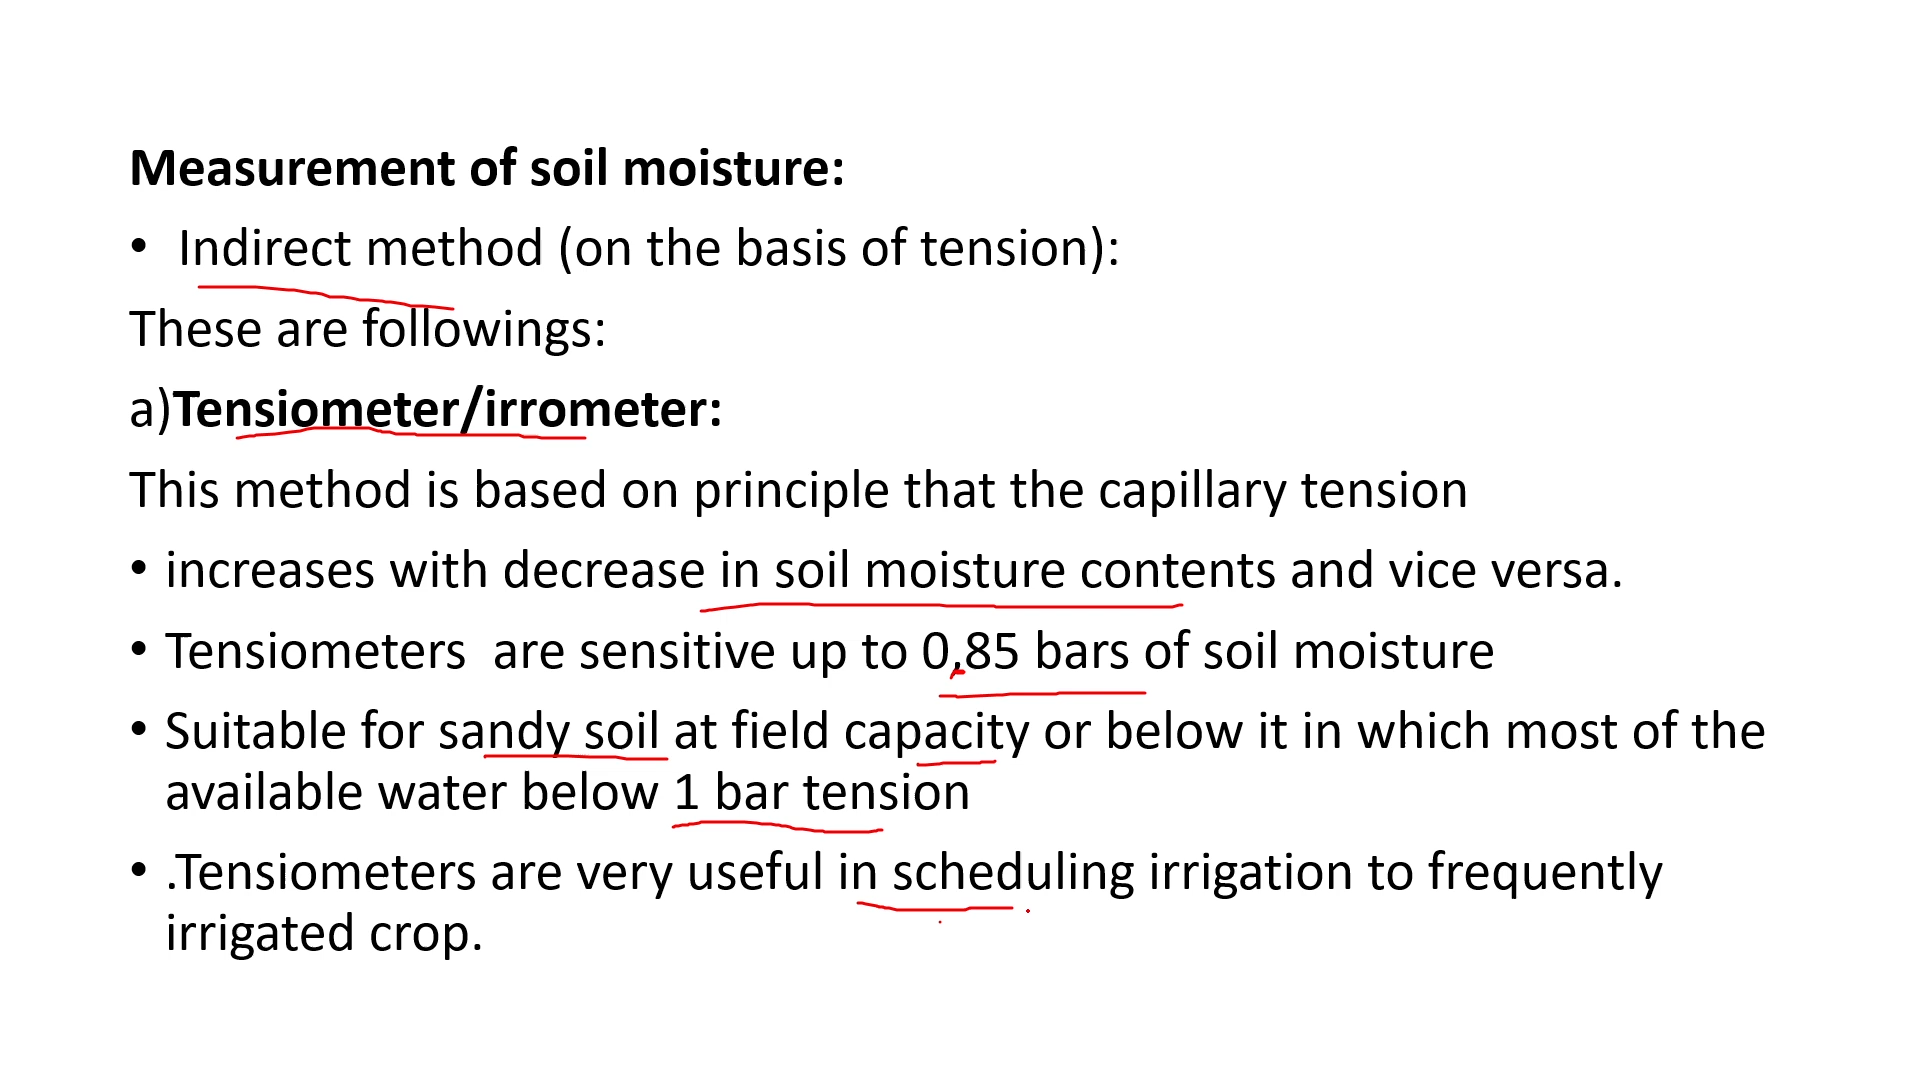 Measurement of soil moisture:
• Indirect method (on the basis of tension):
These are followings:
a)Tensiometer/irrometer:
This method is based on principle that the capillary tension
• increases with decrease in soil moisture contents and vice versa.
• Tensiometers  are sensitive up to 0,85 bars of soil moisture
• Suitable for sandy soil at field capacity or below it in which most of the
available water below 1 bar tension
• .Tensiometers are very useful in scheduling irrigation to frequently
irrigated crop.